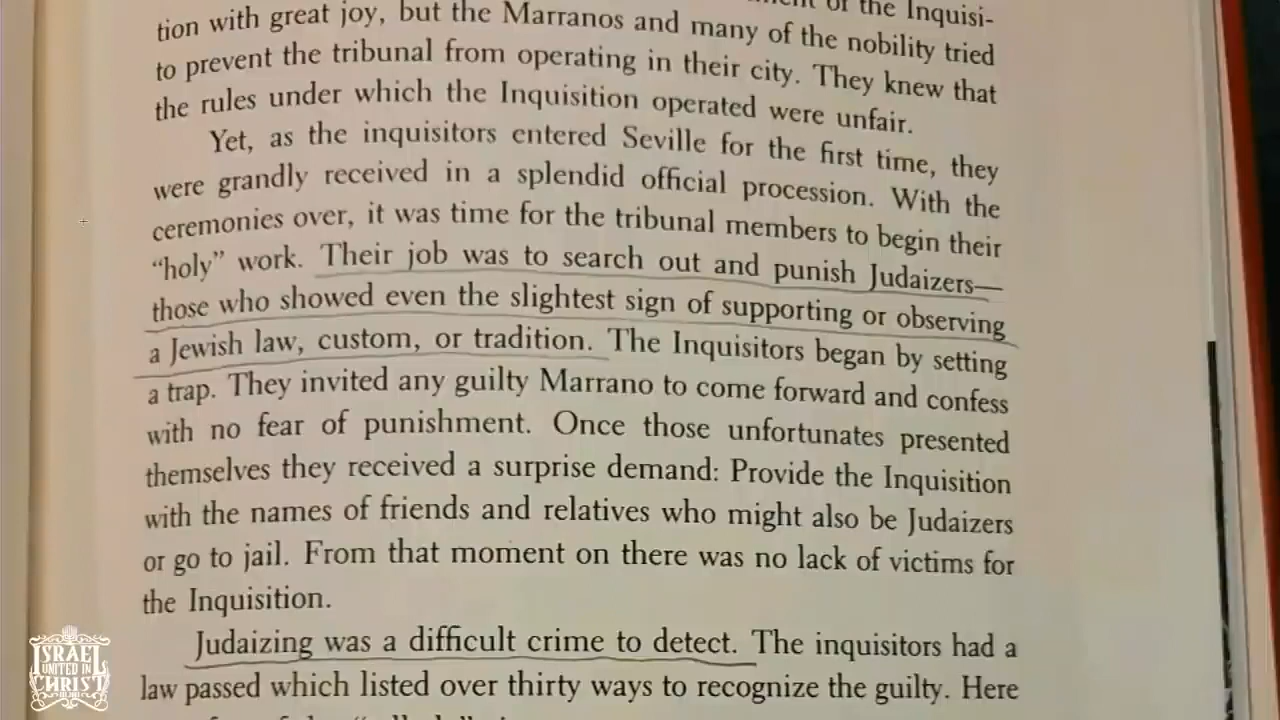 of the Inquisi-
tion with great joy, but the Marranos and many of the nobility tried
to prevent the tribunal from operating in their city. They knew that
the rules under which the Inquisition operated were unfair.
Yet, as the inquisitors entered Seville for the first time, they
were grandly received in a splendid official procession. With the
ceremonies over, it was time for the tribunal members to begin their
“holy” work. Their job was to search out and punish Judaizers—
those who showed even the slightest sign of supporting or observing
a Jewish law, custom, or tradition. The Inquisitors began by setting
a trap. They invited any guilty Marrano to come forward and confess
with no fear of punishment. Once those unfortunates presented
themselves they received a surprise demand: Provide the Inquisition
with the names of friends and relatives who might also be Judaizers
or go to jail. From that moment on there was no lack of victims for
the Inquisition.
Judaizing was a difficult crime to detect. The inquisitors had a
law passed which listed over thirty ways to recognize the guilty. Here
ISRAEL
UNITED IN
CHRIST